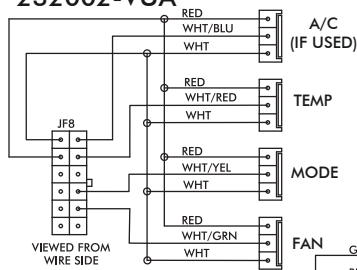 232002-VUA
RED
WHT/BLU
WHT
A/C
(IF USED)
RED
WHT/RED
WHT
TEMP
JF8
RED
WHT/YEL
WHT
MODE
RED
WHT/GRN
WHT
FAN
VIEWED FROM
WIRE SIDE
G